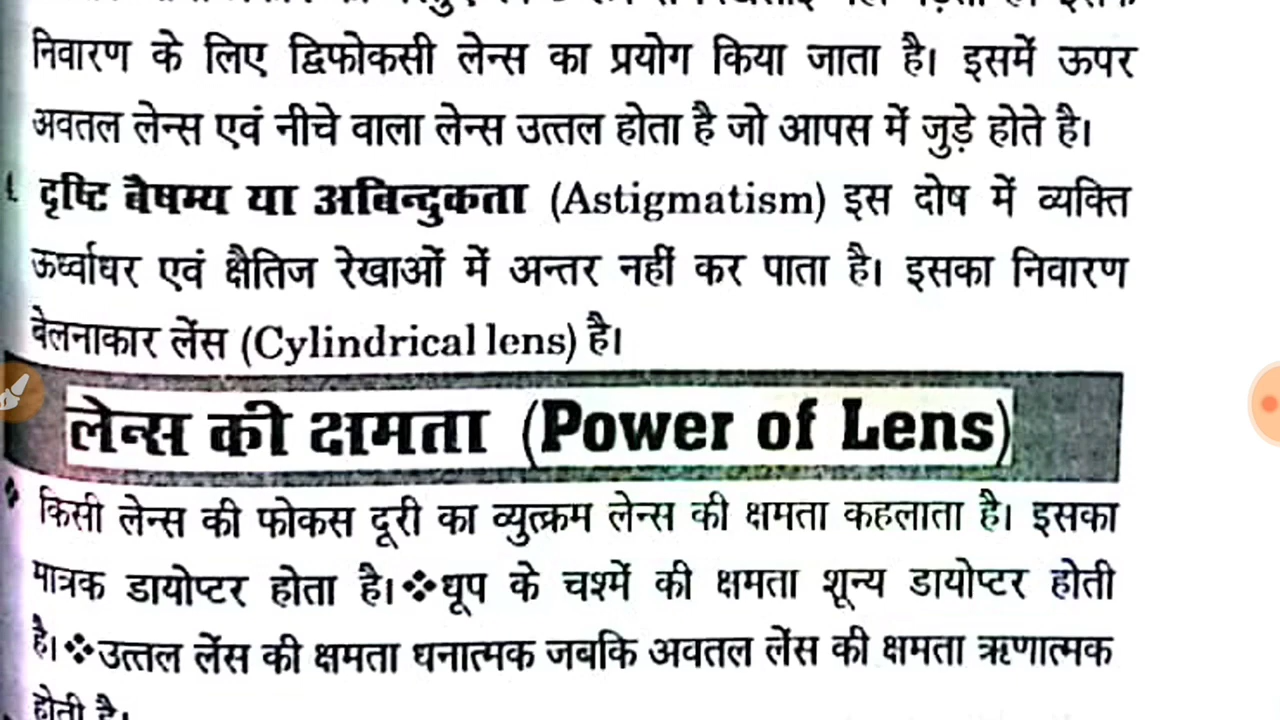 निवारण के लिए द्विफोकसी लेन्स का प्रयोग किया जाता है। इसमें ऊपर
अवतल लेन्स एवं नीचे वाला लेन्स उत्तल होता है जो आपस में जुड़े होते है।
दृष्टि वैषम्य या अबिन्दुकता (Astigmatism) इस दोष में व्यक्ति
ऊर्ध्वाधर एवं क्षैतिज रेखाओं में अन्तर नहीं कर पाता है। इसका निवारण
बेलनाकार लेंस (Cylindrical lens) है।
लेन्स की क्षमता (Power of Lens)
किसी लेन्स की फोकस दूरी का व्युत्क्रम लेन्स की क्षमता कहलाता है। इसका
मात्रक डायोप्टर होता है।❖धूप के चश्में की क्षमता शून्य डायोप्टर होती
है।❖उत्तल लेंस की क्षमता धनात्मक जबकि अवतल लेंस की क्षमता ऋणात्मक
होती है।